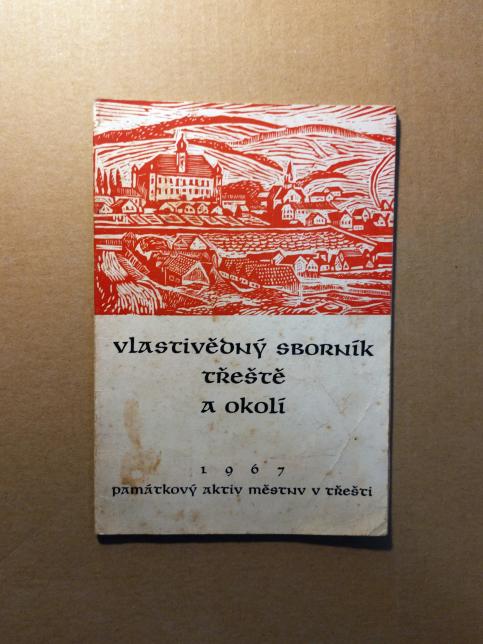 vlastivědný sborník
třeště
a okolí
1967
památkový aktiv městnv v třešti